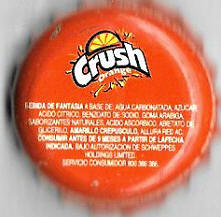 Crush
Orange
BEBIDA DE FANTASIA A BASE DE: AGUA CARBONATADA, AZUCAR,
ACIDO CITRICO, BENZOATO DE SODIO, GOMA ARABIGA,
SABORIZANTES NATURALES, ACIDO ASCORBICO, ABIETATO DE
GLICERILO, AMARILLO CREPUSCULO, ALLURA RED AC.
CONSUMIR ANTES DE 9 MESES A PARTIR DE LA FECHA
INDICADA. BAJO AUTORIZACION DE SCHWEPPES
HOLDINGS LIMITED.
SERVICIO CONSUMIDOR 800 386 386.